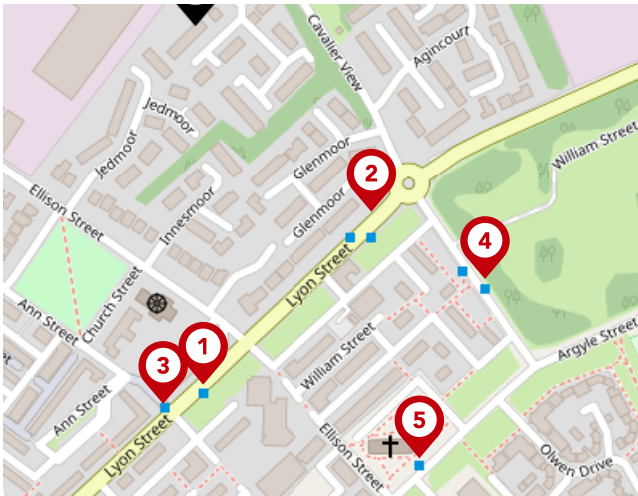 Cavalier View
Agincourt
Jedmoor
Jedmoor
William Street
Glenmoor
Ellison Street
Innesmoor
Glenmoor
2
4
Lyon Street
Church Street
Ann Street
3
1
William Street
Argyle Street
Ann Street
5
Lyon Street
Ellison Street
Olwen Drive